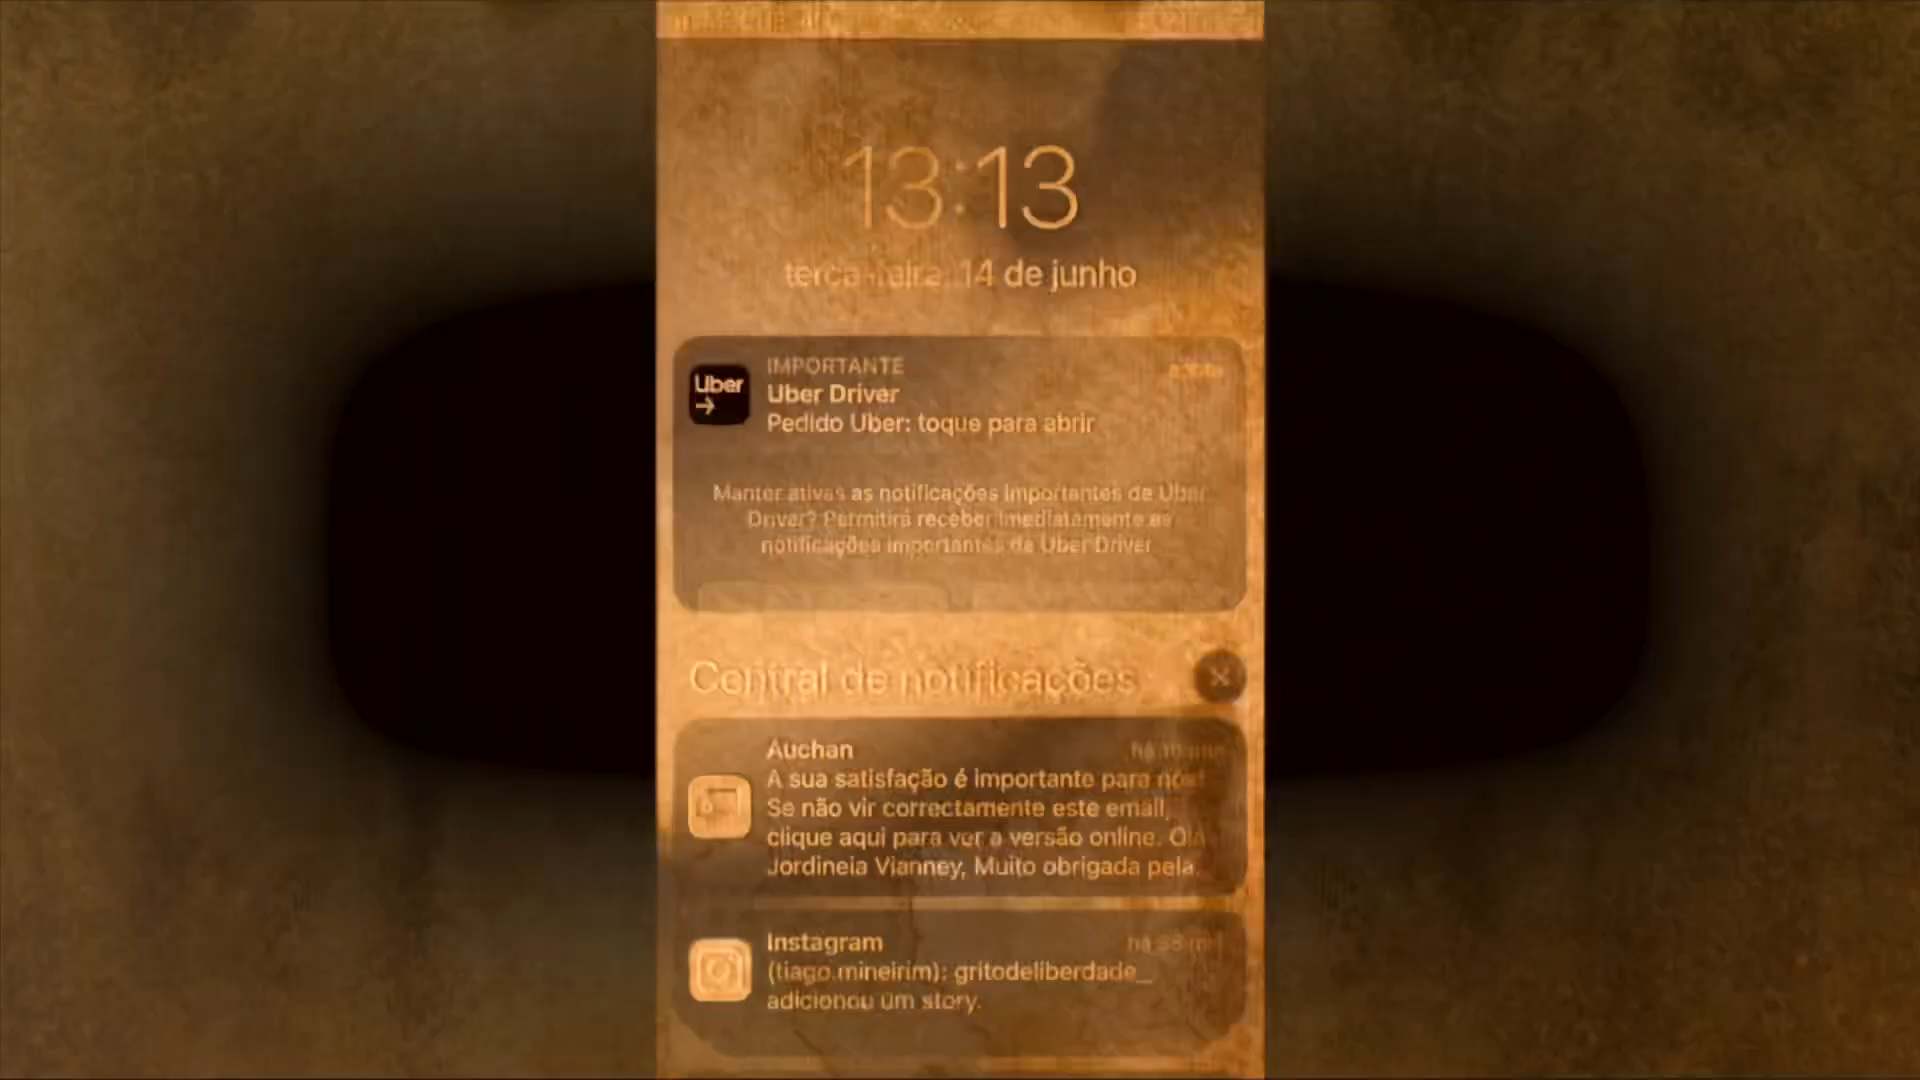 13:13
terça-feira, 14 de junho
Uber
IMPORTANTE
Uber Driver
Pedido Uber: toque para abrir
Manter ativas as notificações importantes de Uber
Driver? Permitirá receber imediatamente as
notificações importantes de Uber Driver
Central de notificações
Auchan
A sua satisfação é importante para nós!
Se não vir correctamente este email,
clique aqui para ver a versão online. Olá
Jordineia Vianney, Muito obrigada pela
Instagram
há
(tiago.mineirim): gritodeliberdade_
adicionou um story.